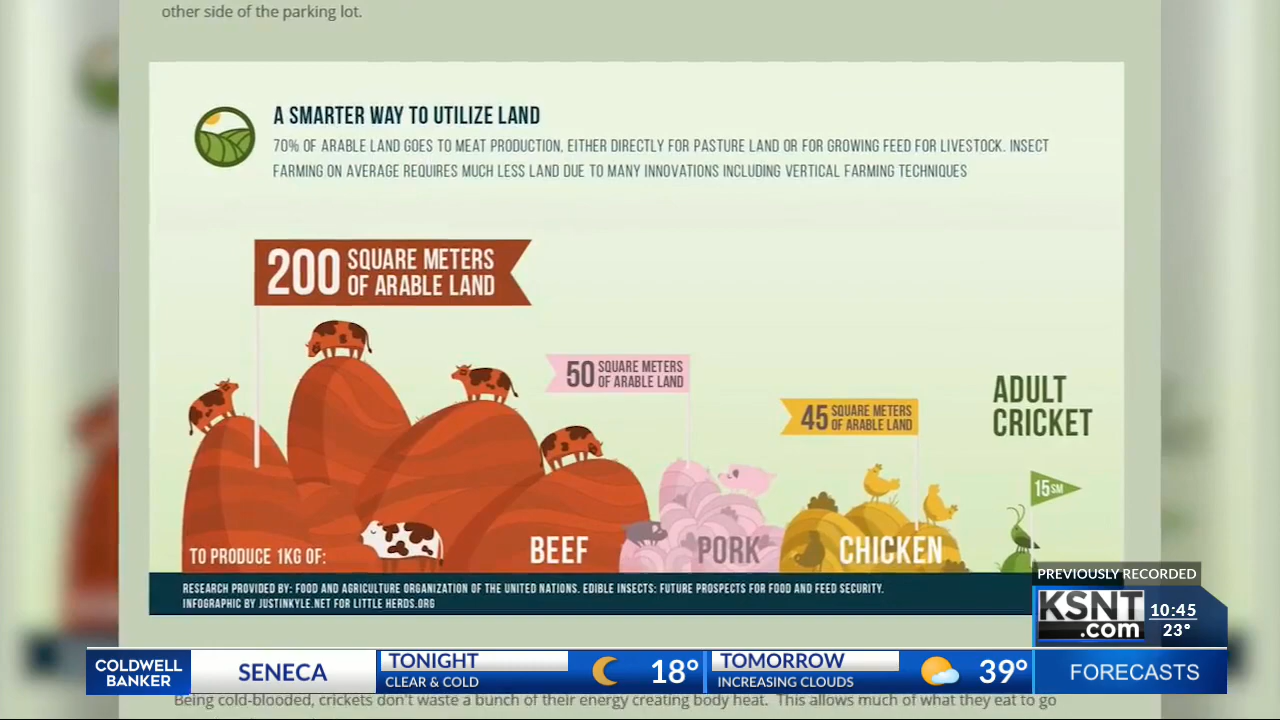 other side of the parking lot.
A SMARTER WAY TO UTILIZE LAND
70% OF ARABLE LAND GOES TO MEAT PRODUCTION, EITHER DIRECTLY FOR PASTURE LAND OR FOR GROWING FEED FOR LIVESTOCK. INSECT
FARMING ON AVERAGE REQUIRES MUCH LESS LAND DUE TO MANY INNOVATIONS INCLUDING VERTICAL FARMING TECHNIQUES
200 SQUARE METERS
OF ARABLE LAND
50 SQUARE METERS
OF ARABLE LAND
45 SQUARE METERS
OF ARABLE LAND
ADULT
CRICKET
15SM
TO PRODUCE 1KG OF:
BEEF
PORK
CHICKEN
RESEARCH PROVIDED BY: FOOD AND AGRICULTURE ORGANIZATION OF THE UNITED NATIONS. EDIBLE INSECTS: FUTURE PROSPECTS FOR FOOD AND FEED SECURITY.
INFOGRAPHIC BY JUSTINKYLE.NET FOR LITTLE HERDS.ORG
PREVIOUSLY RECORDED
KSNT
.com
10:45
23°
COLDWELL
BANKER
SENECA
TONIGHT
CLEAR & COLD
18°
TOMORROW
INCREASING CLOUDS
39°
FORECASTS
Being cold-blooded, crickets don't waste a bunch of their energy creating body heat. This allows much of what they eat to go